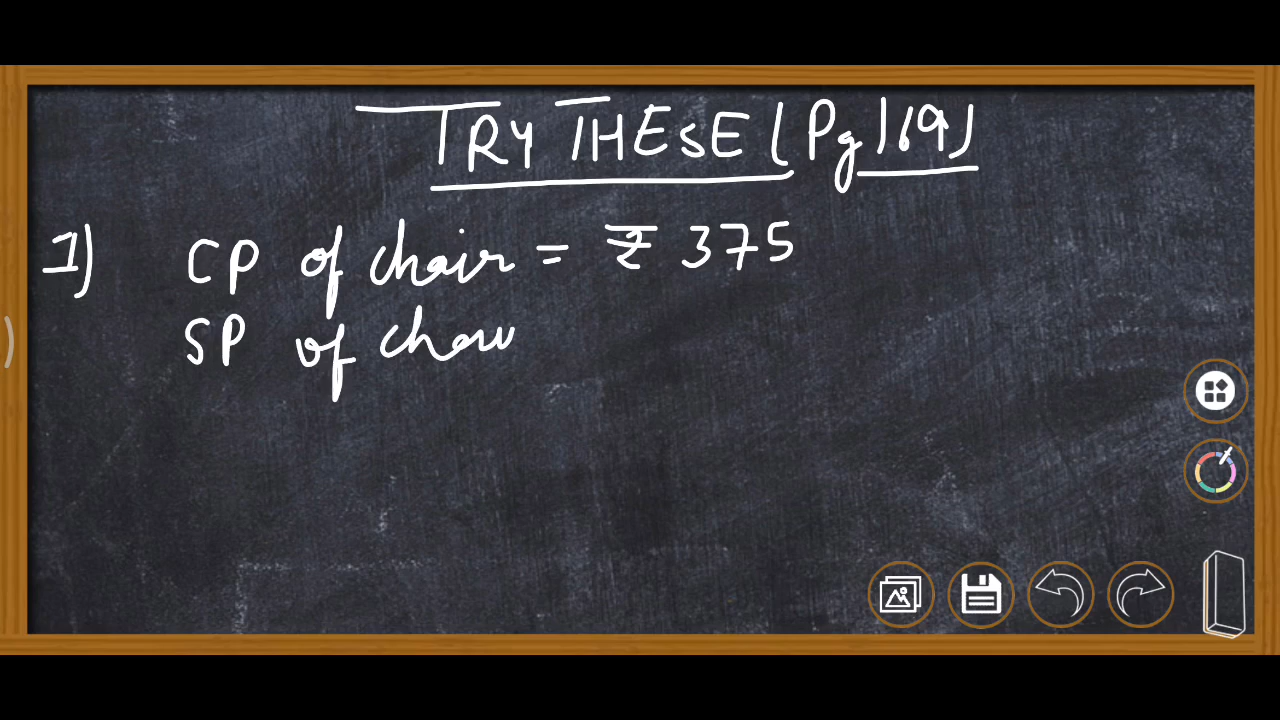 TRY THESE (Pg 169)
1) CP of chair = ₹ 375
SP of chair